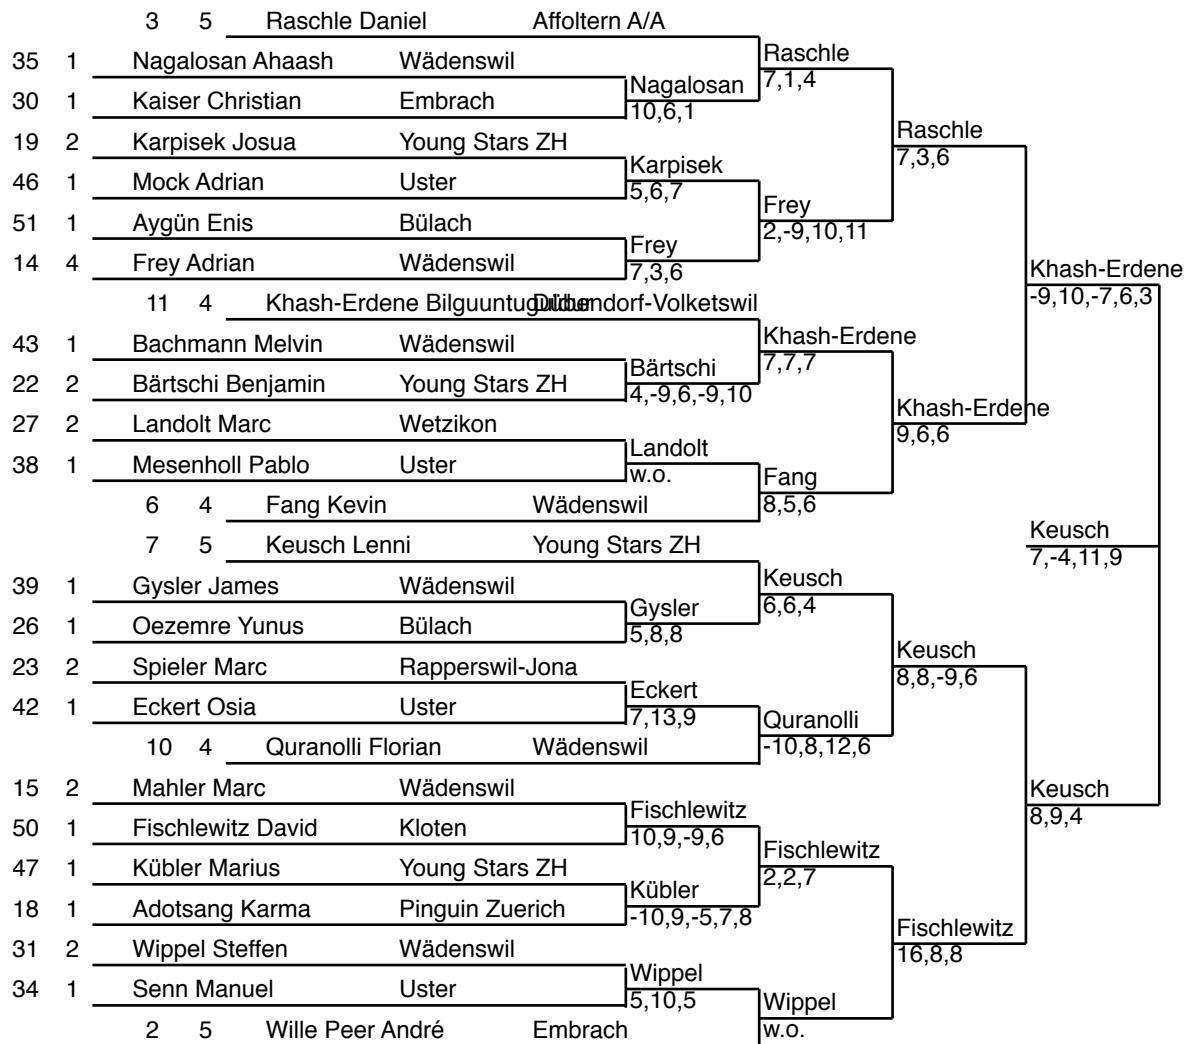 3 5 Raschle Daniel Affoltern A/A
Raschle
35 1 Nagalosan Ahaash Wädenswil
7,1,4
Nagalosan
30 1 Kaiser Christian Embrach
10,6,1
Raschle
19 2 Karpisek Josua Young Stars ZH
7,3,6
Karpisek
46 1 Mock Adrian Uster
5,6,7
Frey
51 1 Aygün Enis Bülach
2,-9,10,11
Frey
14 4 Frey Adrian Wädenswil
7,3,6
Khash-Erdene
-9,10,-7,6,3
11 4 Khash-Erdene Bilguuntuguldur Dübendorf-Volketswil
Khash-Erdene
43 1 Bachmann Melvin Wädenswil
7,7,7
Bärtschi
22 2 Bärtschi Benjamin Young Stars ZH
4,-9,6,-9,10
Khash-Erdene
27 2 Landolt Marc Wetzikon
9,6,6
Landolt
38 1 Mesenholl Pablo Uster
w.o.
Fang
6 4 Fang Kevin Wädenswil
8,5,6
Keusch
7 5 Keusch Lenni Young Stars ZH
7,-4,11,9
Keusch
39 1 Gysler James Wädenswil
6,6,4
Gysler
26 1 Oezemre Yunus Bülach
5,8,8
Keusch
23 2 Spieler Marc Rapperswil-Jona
8,8,-9,6
Eckert
42 1 Eckert Osia Uster
7,13,9
Quranolli
10 4 Quranolli Florian Wädenswil
-10,8,12,6
15 2 Mahler Marc Wädenswil
Keusch
8,9,4
Fischlewitz
50 1 Fischlewitz David Kloten
10,9,-9,6
Fischlewitz
47 1 Kübler Marius Young Stars ZH
2,2,7
Kübler
18 1 Adotsang Karma Pinguin Zuerich
-10,9,-5,7,8
Fischlewitz
31 2 Wippel Steffen Wädenswil
16,8,8
Wippel
34 1 Senn Manuel Uster
5,10,5
Wippel
2 5 Wille Peer André Embrach
w.o.